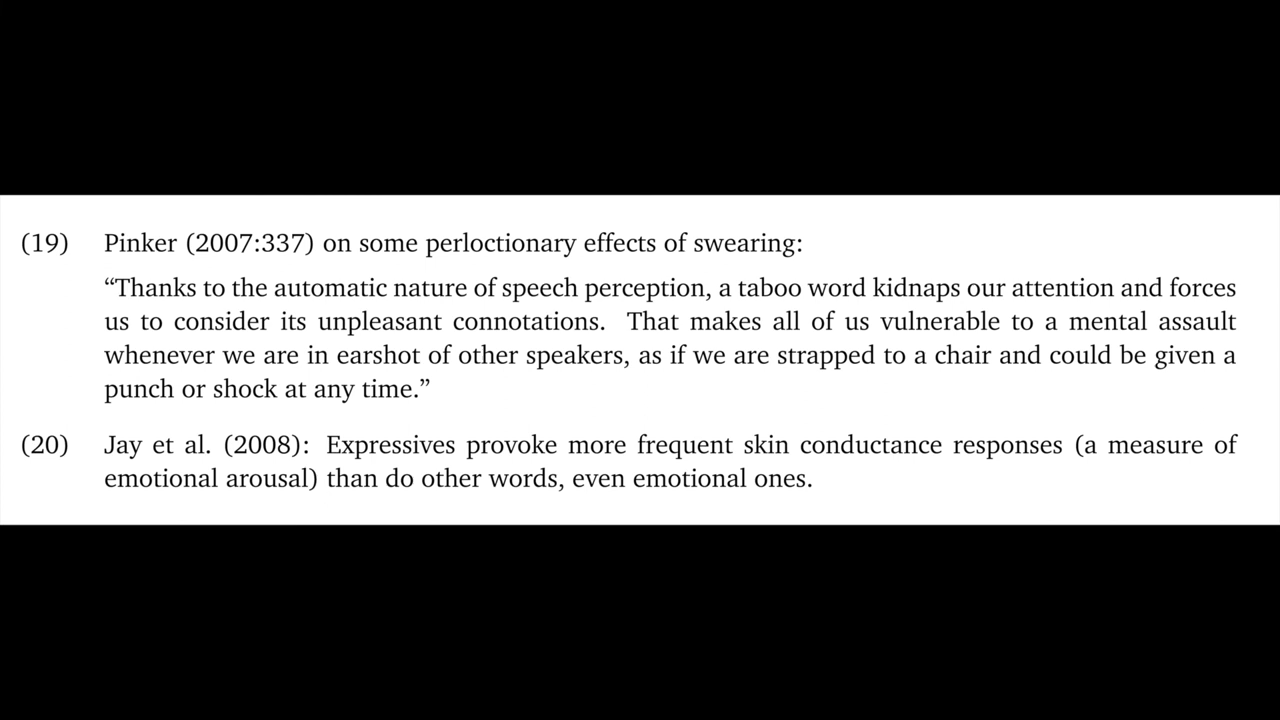 (19) Pinker (2007:337) on some perloctionary effects of swearing:
“Thanks to the automatic nature of speech perception, a taboo word kidnaps our attention and forces
us to consider its unpleasant connotations. That makes all of us vulnerable to a mental assault
whenever we are in earshot of other speakers, as if we are strapped to a chair and could be given a
punch or shock at any time.”
(20) Jay et al. (2008): Expressives provoke more frequent skin conductance responses (a measure of
emotional arousal) than do other words, even emotional ones.